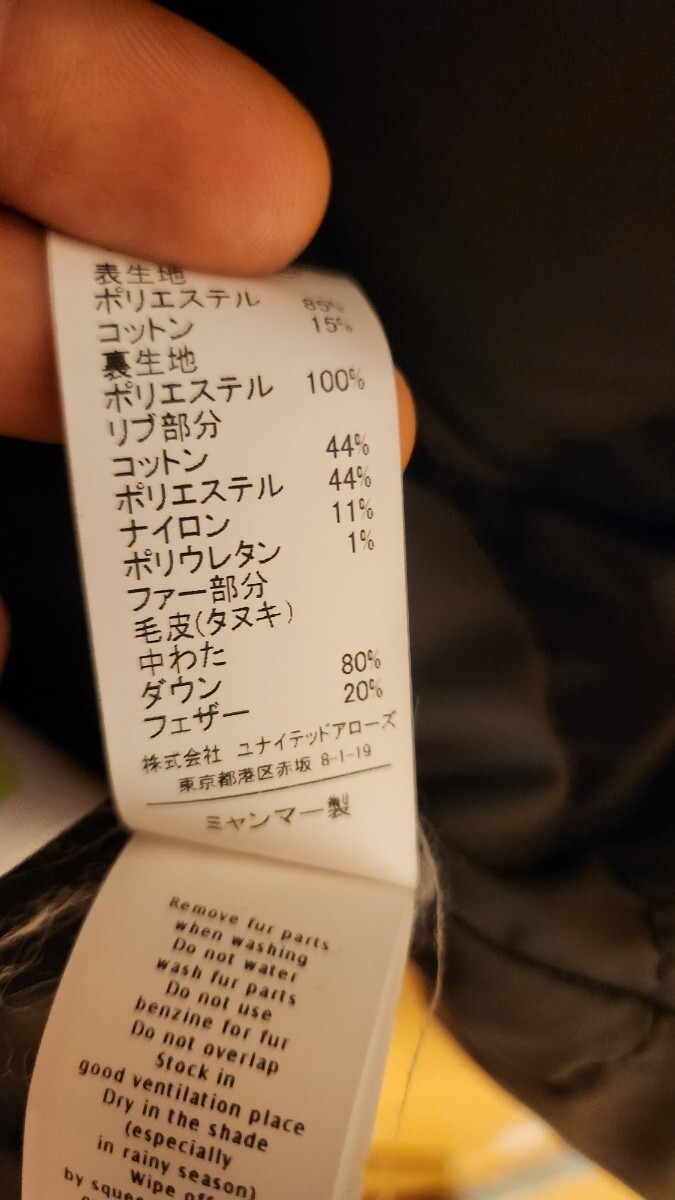 表生地
ポリエステル 85%
コットン 15%
裏生地
ポリエステル 100%
リブ部分
コットン 44%
ポリエステル 44%
ナイロン 11%
ポリウレタン 1%
ファー部分
毛皮(タヌキ)
中わた
ダウン 80%
フェザー 20%
株式会社 ユナイテッドアローズ
東京都港区赤坂 8-1-19
ミャンマー製
Remove fur parts
when washing
Do not water
wash fur parts
Do not use
benzine for fur
Do not overlap
Stock in
good ventilation place
Dry in the shade
(especially
in rainy season)
Wipe
by